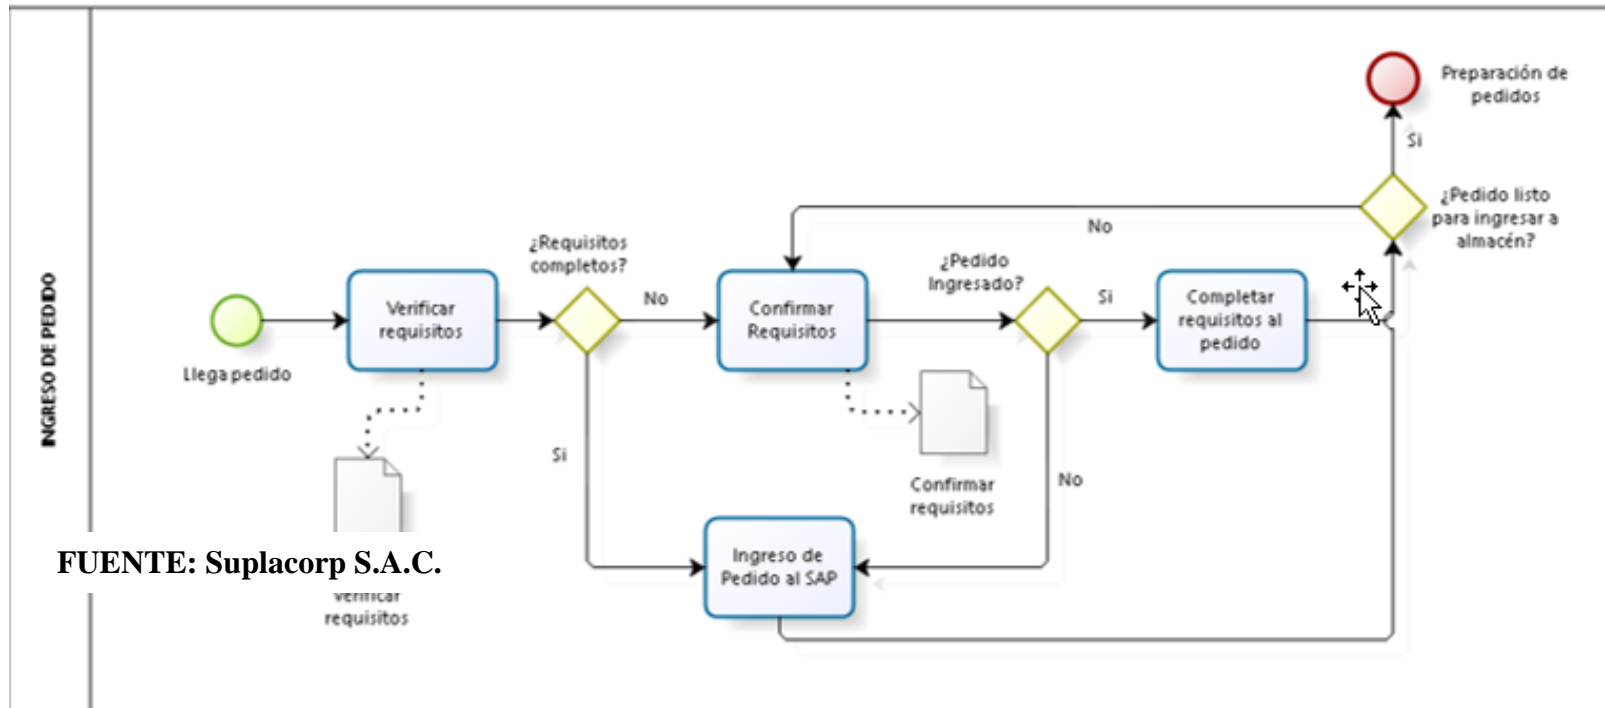 INGRESO DE PEDIDO
Preparación de
pedidos
Si
¿Pedido listo
para ingresar a
almacén?
No
¿Requisitos
completos?
¿Pedido
Ingresado?
Llega pedido
Verificar
requisitos
No
Confirmar
Requisitos
Si
Completar
requisitos al
pedido
Si
Confirmar
requisitos
No
Ingreso de
Pedido al SAP
FUENTE: Suplacorp S.A.C.
Verificar
requisitos